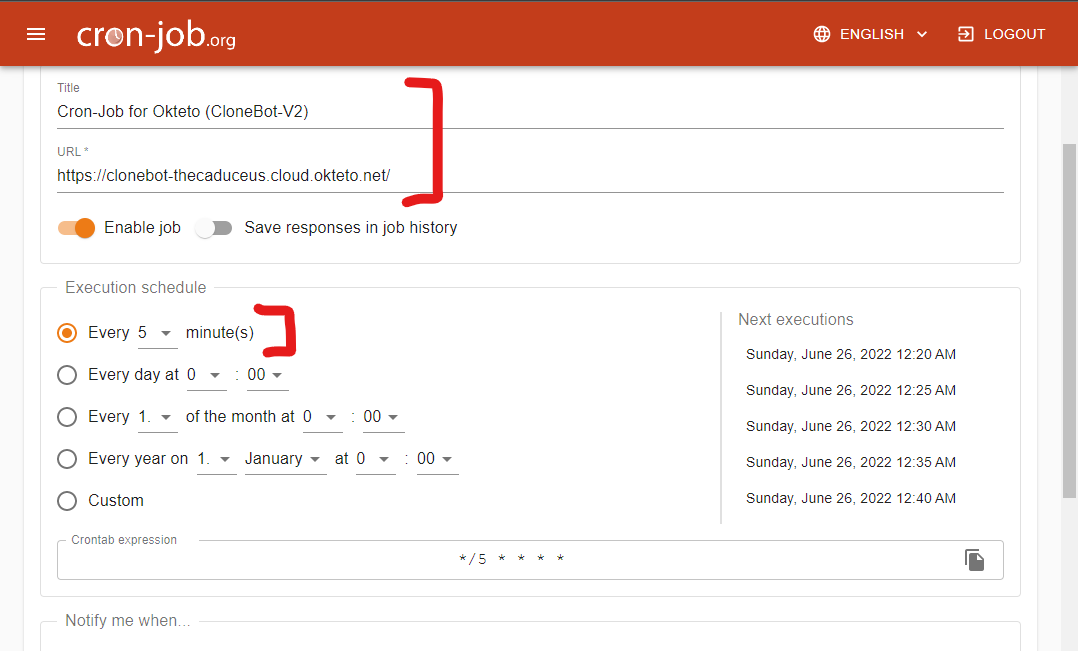 cron-job.org
ENGLISH
LOGOUT
Title
Cron-Job for Okteto (CloneBot-V2)
URL *
https://clonebot-thecaduceus.cloud.okteto.net/
Enable job
Save responses in job history
Execution schedule
Every 5 minute(s)
Every day at 0 : 00
Every 1. of the month at 0 : 00
Every year on 1. January at 0 : 00
Custom
Next executions
Sunday, June 26, 2022 12:20 AM
Sunday, June 26, 2022 12:25 AM
Sunday, June 26, 2022 12:30 AM
Sunday, June 26, 2022 12:35 AM
Sunday, June 26, 2022 12:40 AM
Crontab expression
*/5 * * * *
Notify me when...